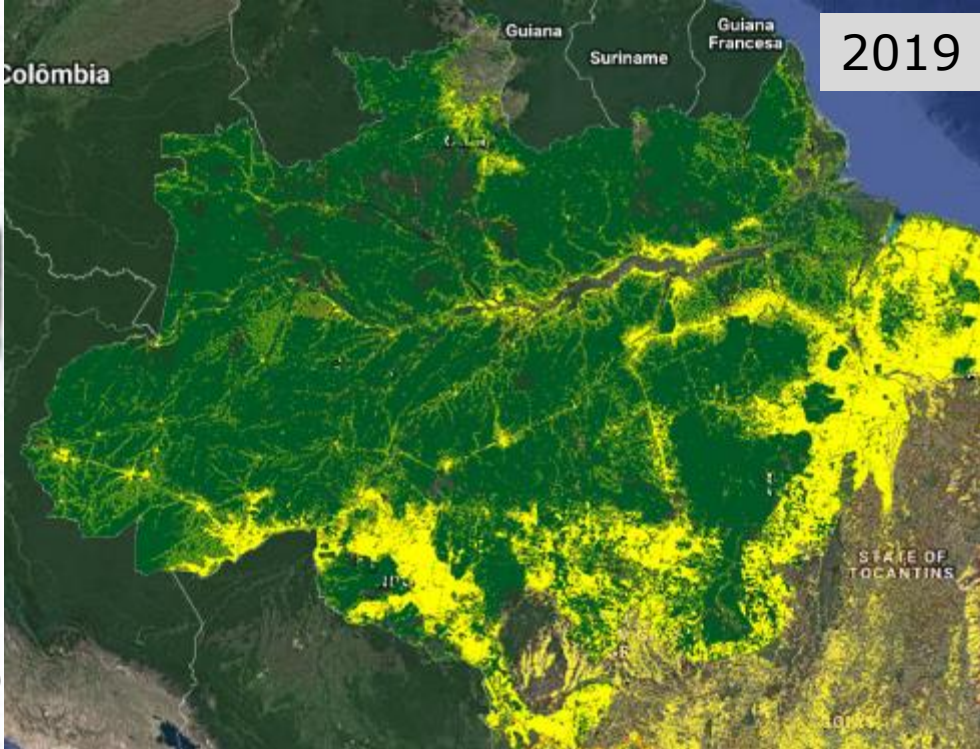 Guiana
Guiana
Francesa
2019
Suriname
Colômbia
STATE OF
TOCANTINS